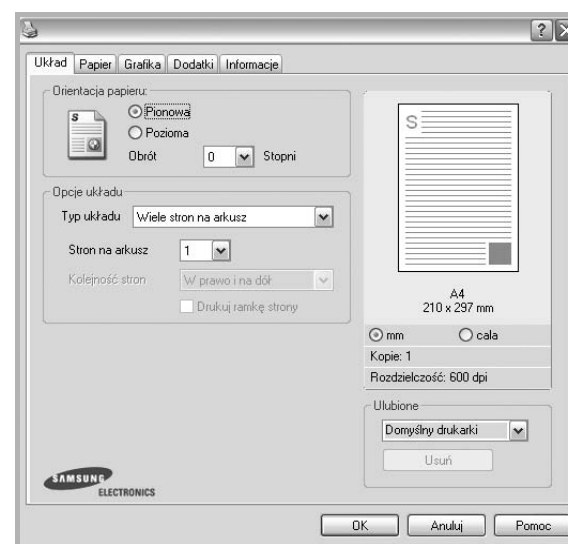 ?
Układ Papier Grafika Dodatki Informacje
Orientacja papieru:
S
Pionowa
Pozioma
Obrót 0 Stopni
Opcje układu
Typ układu Wiele stron na arkusz
Stron na arkusz 1
Kolejność stron W prawo i na dół
Drukuj ramkę strony
S
A4
210 x 297 mm
mm cala
Kopie: 1
Rozdzielczość: 600 dpi
Ulubione
Domyślny drukarki
Usuń
SAMSUNG
ELECTRONICS
OK Anuluj Pomoc